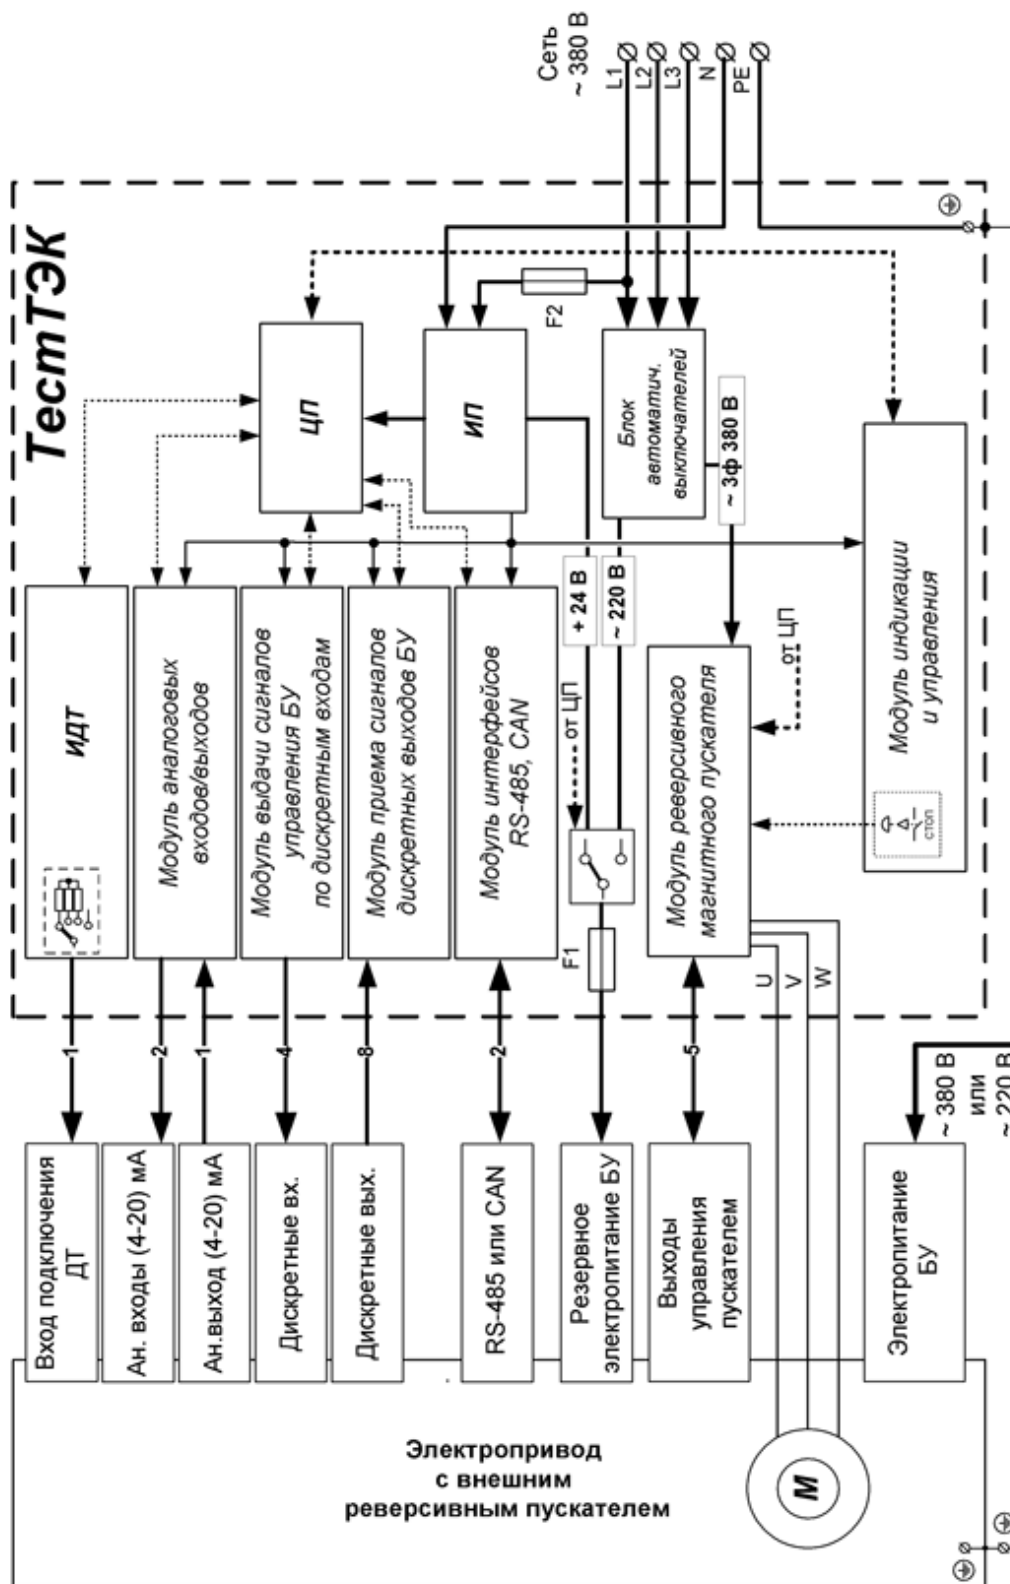 Сеть
~ 380 В
L1
L2
L3
N
PE
ТестТЭК
ЦП
ИП
F2
Блок
автоматич.
выключателей
~ 3ф 380 В
+ 24 В
~ 220 В
ИДТ
Модуль аналоговых
входов/выходов
Модуль выдачи сигналов
управления БУ
по дискретным входам
Модуль приема сигналов
дискретных выходов БУ
Модуль интерфейсов
RS-485, CAN
от ЦП
F1
Модуль реверсивного
магнитного пускателя
от ЦП
Модуль индикации
и управления
стоп
U
V
W
1
2
1
4
8
2
5
Вход подключения
ДТ
Ан. входы (4-20) мА
Ан.выход (4-20) мА
Дискретные вх.
Дискретные вых.
RS-485 или CAN
Резервное
электропитание БУ
Выходы
управления
пускателем
Электропитание
БУ
~ 380 В
или
~ 220 В
Электропривод
с внешним
реверсивным пускателем
М